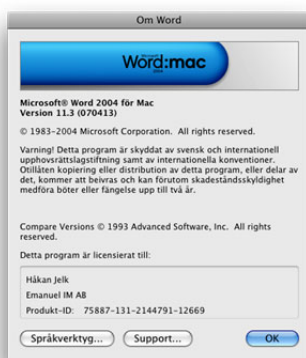 Om Word
Microsoft
Word:mac
2004
Microsoft® Word 2004 för Mac
Version 11.3 (070413)
© 1983-2004 Microsoft Corporation. All rights reserved.
Varning! Detta program är skyddat av svensk och internationell
upphovsrättslagstiftning samt av internationella konventioner.
Otillåten kopiering eller distribution av detta program, eller delar av
det, kommer att beivras och kan förutom skadeståndsskyldighet
medföra böter eller fängelse upp till två år.
Compare Versions © 1993 Advanced Software, Inc. All rights
reserved.
Detta program är licensierat till:
Håkan Jelk
Emanuel IM AB
Produkt-ID: 75887-131-2144791-12669
Språkverktyg...
Support...
OK